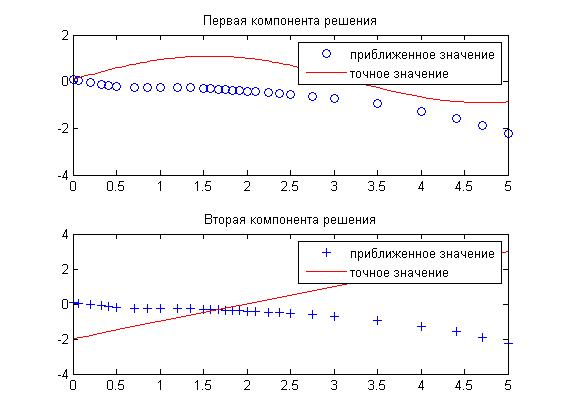 Первая компонента решения
2
0
-2
-4
приближенное значение
точное значение
0 0.5 1 1.5 2 2.5 3 3.5 4 4.5 5
Вторая компонента решения
4
2
0
-2
-4
приближенное значение
точное значение
0 0.5 1 1.5 2 2.5 3 3.5 4 4.5 5